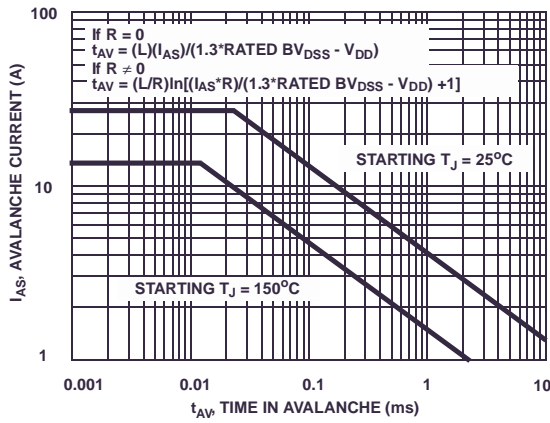 100
If R = 0
tAV = (L)(IAS)/(1.3*RATED BVDSS - VDD)
If R ≠ 0
tAV = (L/R)ln[(IAS*R)/(1.3*RATED BVDSS - VDD) +1]
IAS, AVALANCHE CURRENT (A)
STARTING TJ = 25oC
10
STARTING TJ = 150oC
1
0.001 0.01 0.1 1 10
tAV, TIME IN AVALANCHE (ms)